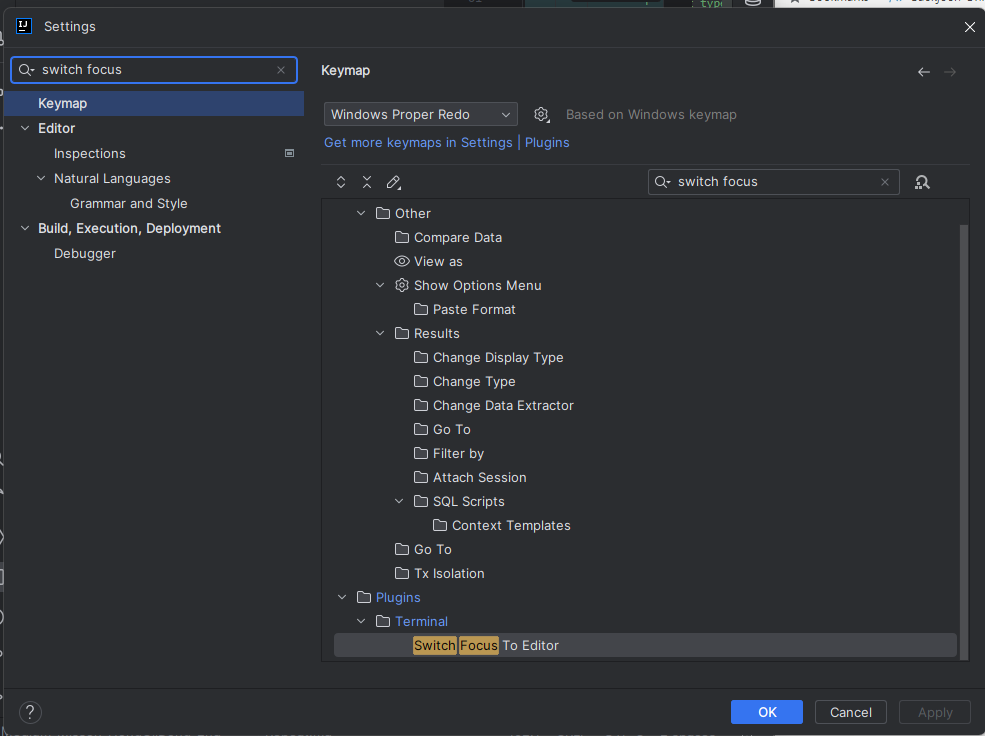 Settings
switch focus
Keymap
Editor
Inspections
Natural Languages
Grammar and Style
Build, Execution, Deployment
Debugger
Keymap
Windows Proper Redo
Based on Windows keymap
Get more keymaps in Settings | Plugins
switch focus
Other
Compare Data
View as
Show Options Menu
Paste Format
Results
Change Display Type
Change Type
Change Data Extractor
Go To
Filter by
Attach Session
SQL Scripts
Context Templates
Go To
Tx Isolation
Plugins
Terminal
Switch Focus To Editor
?
OK
Cancel
Apply